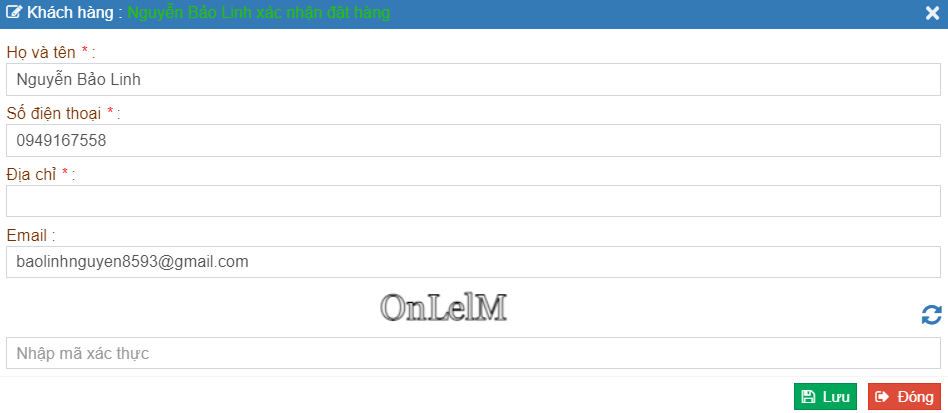 Khách hàng : Nguyễn Bảo Linh xác nhận đặt hàng
Họ và tên * :
Nguyễn Bảo Linh
Số điện thoại * :
0949167558
Địa chỉ * :
Email :
baolinhnguyen8593@gmail.com
OnLelM
Nhập mã xác thực
Lưu
Đóng